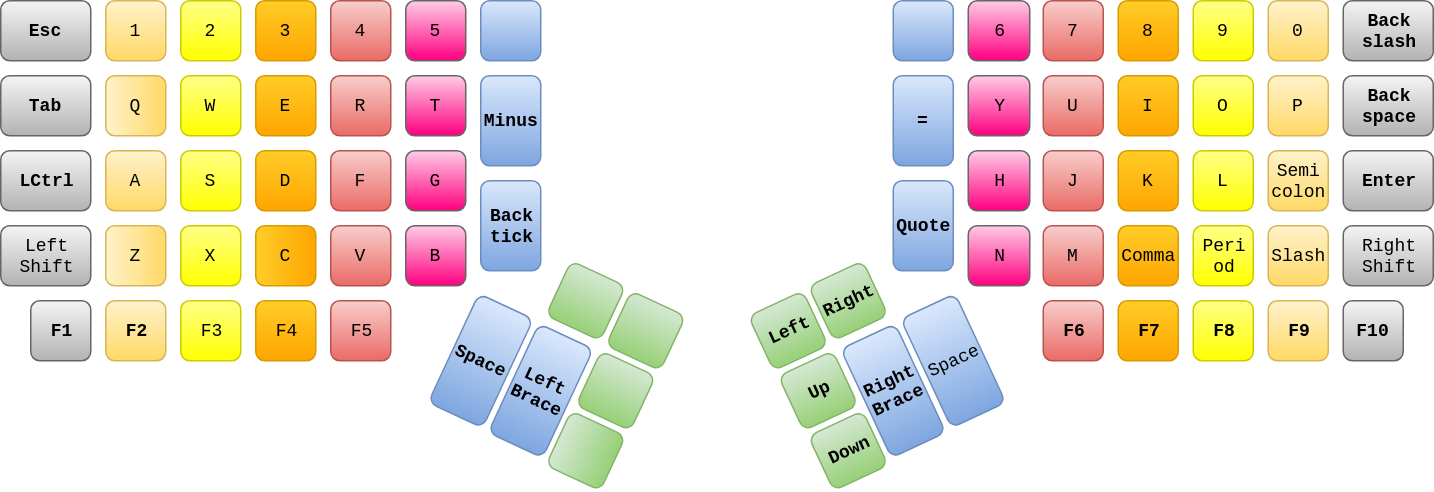 Esc 1 2 3 4 5 6 7 8 9 0 Back
slash
Tab Q W E R T Minus = Y U I O P Back
space
LCtrl A S D F G Back
tick Quote H J K L Semi
colon Enter
Left
Shift Z X C V B N M Comma Peri
od Slash Right
Shift
F1 F2 F3 F4 F5 F6 F7 F8 F9 F10
Space Left
Brace
Left Right
Up Right
Brace Space
Down